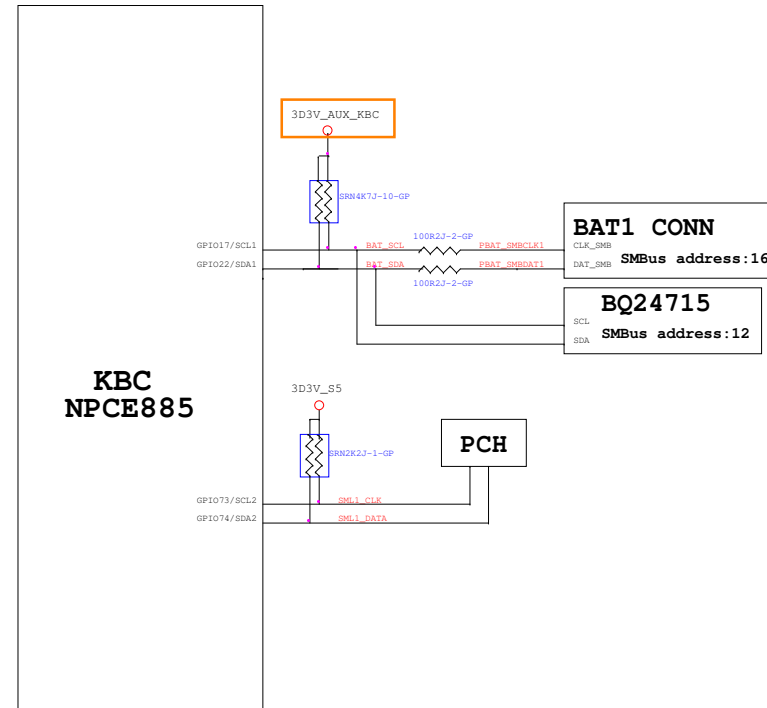 3D3V_AUX_KBC
SRN4K7J-10-GP
GPIO17/SCL1
BAT_SCL
100R2J-2-GP
PBAT_SMBCLK1
GPIO22/SDA1
BAT_SDA
100R2J-2-GP
PBAT_SMBDAT1
BAT1 CONN
CLK_SMB
DAT_SMB
SMBus address:16
BQ24715
SCL
SDA
SMBus address:12
KBC
NPCE885
3D3V_S5
SRN2K2J-1-GP
PCH
GPIO73/SCL2
SML1_CLK
GPIO74/SDA2
SML1_DATA